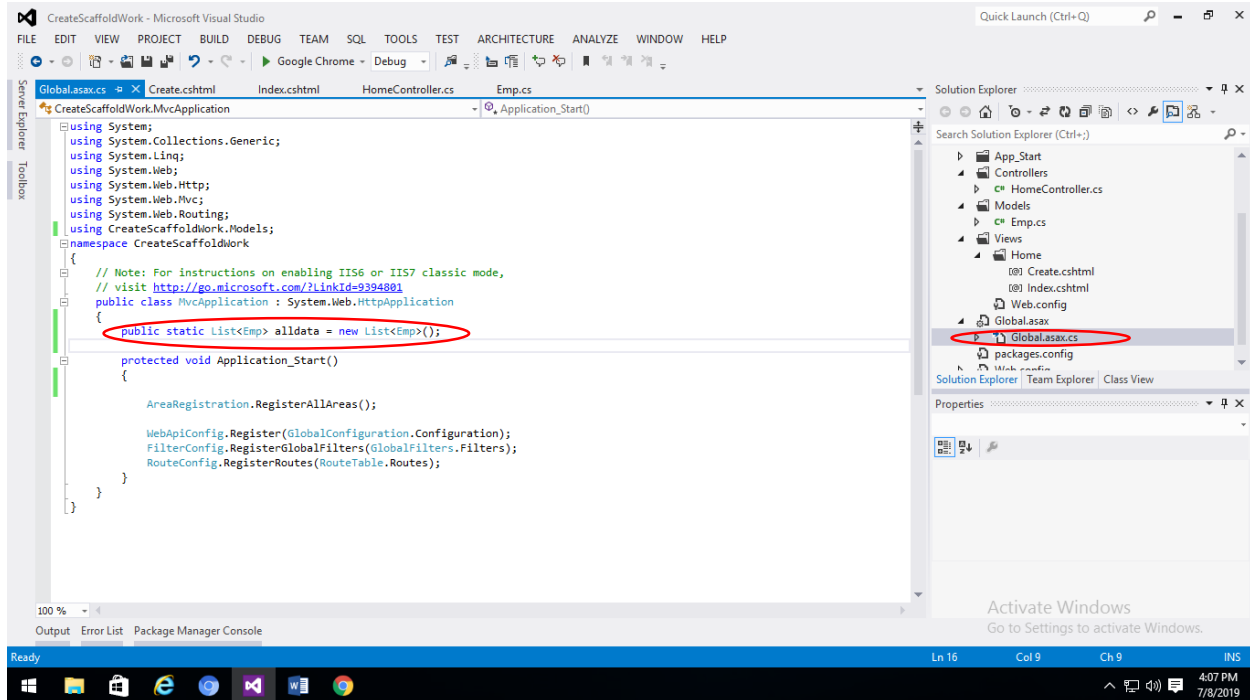 CreateScaffoldWork - Microsoft Visual Studio
Quick Launch (Ctrl+Q)
FILE EDIT VIEW PROJECT BUILD DEBUG TEAM SQL TOOLS TEST ARCHITECTURE ANALYZE WINDOW HELP
Google Chrome Debug
Server Explorer
Toolbox
Global.asax.cs Create.cshtml Index.cshtml HomeController.cs Emp.cs
CreateScaffoldWork.MvcApplication Application_Start()
using System;
using System.Collections.Generic;
using System.Linq;
using System.Web;
using System.Web.Http;
using System.Web.Mvc;
using System.Web.Routing;
using CreateScaffoldWork.Models;
namespace CreateScaffoldWork
{
// Note: For instructions on enabling IIS6 or IIS7 classic mode,
// visit http://go.microsoft.com/?LinkId=9394801
public class MvcApplication : System.Web.HttpApplication
{
public static List<Emp> alldata = new List<Emp>();
protected void Application_Start()
{
AreaRegistration.RegisterAllAreas();
WebApiConfig.Register(GlobalConfiguration.Configuration);
FilterConfig.RegisterGlobalFilters(GlobalFilters.Filters);
RouteConfig.RegisterRoutes(RouteTable.Routes);
}
}
}
100 %
Output Error List Package Manager Console
Solution Explorer
Search Solution Explorer (Ctrl+;)
App_Start
Controllers
C# HomeController.cs
Models
C# Emp.cs
Views
Home
[@] Create.cshtml
[@] Index.cshtml
Web.config
Global.asax
Global.asax.cs
packages.config
Web.config
Solution Explorer Team Explorer Class View
Properties
Activate Windows
Go to Settings to activate Windows.
Ready Ln 16 Col 9 Ch 9 INS
4:07 PM
7/8/2019